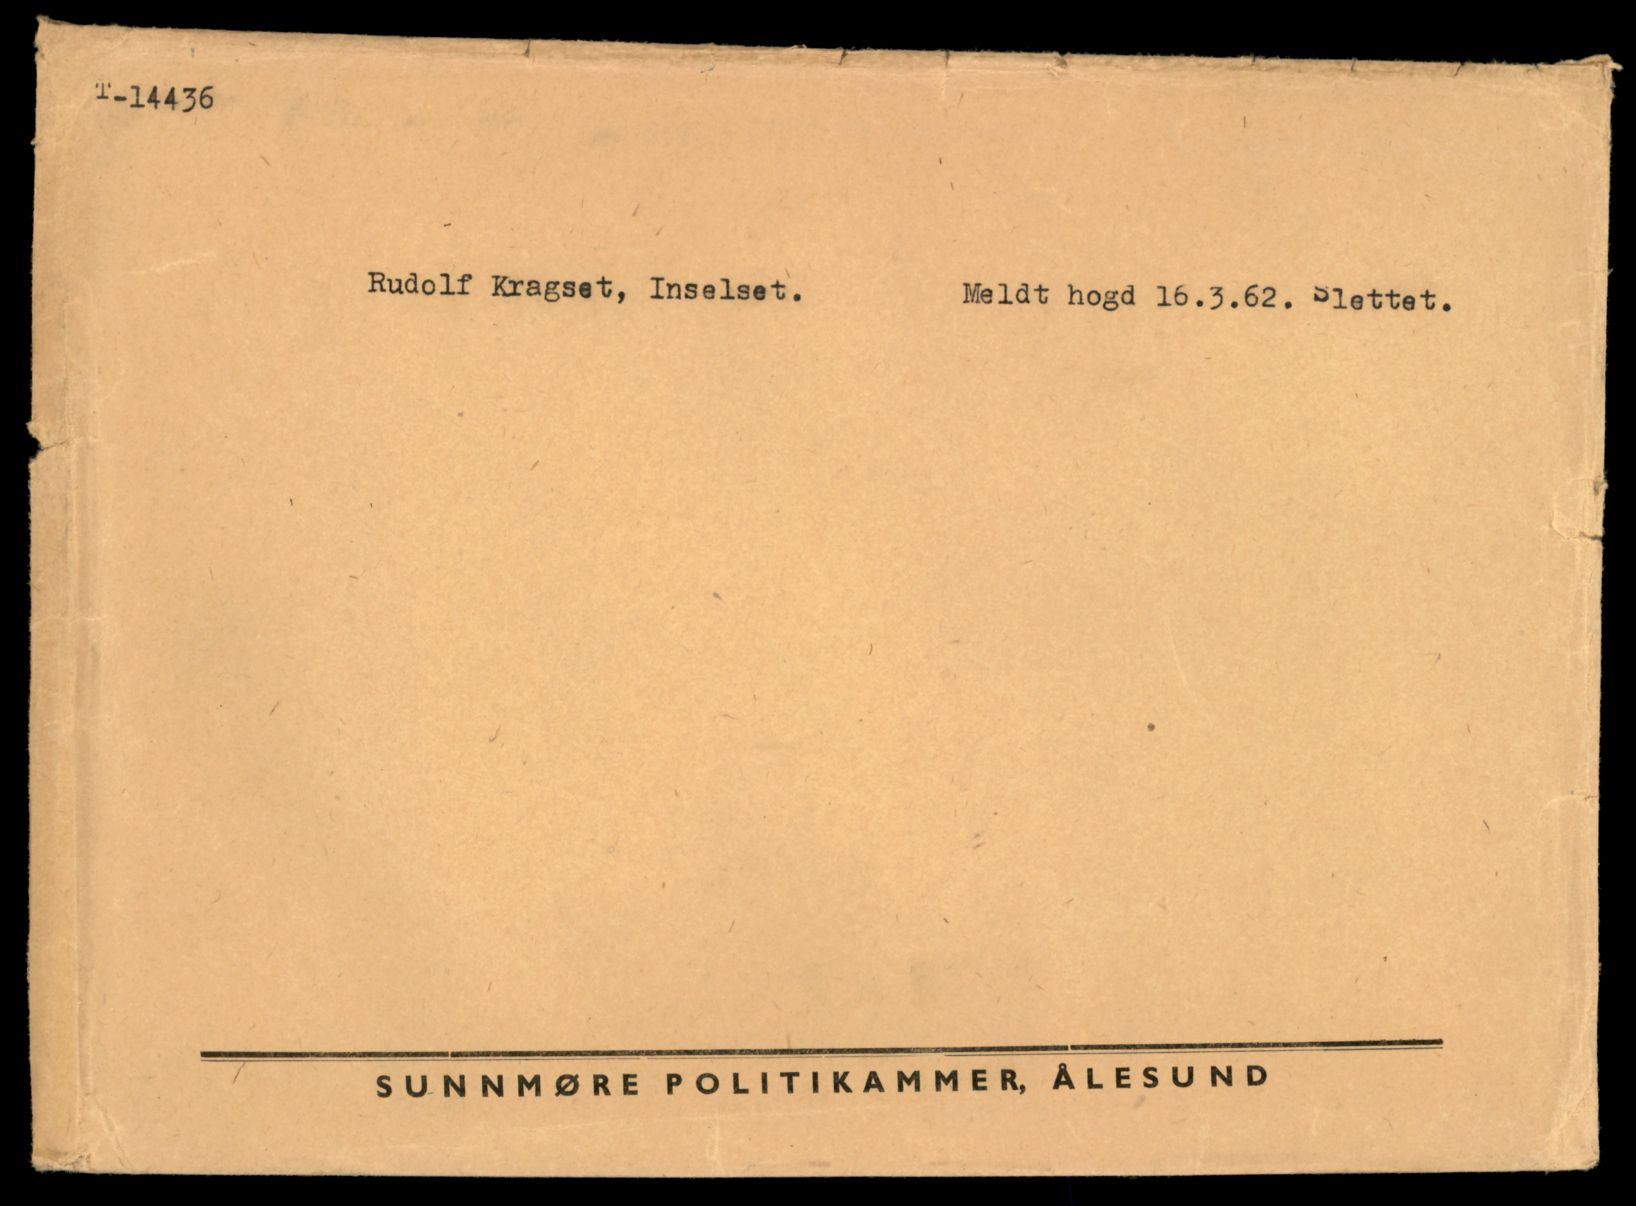 T-14436
Rudolf Kragset, Inselset. Meldt hogd 16.3.62. Slettet.
SUNNMØRE POLITIKAMMER, ÅLESUND